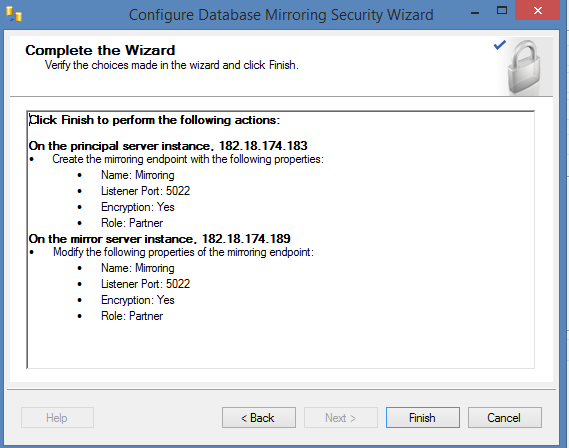 Configure Database Mirroring Security Wizard
Complete the Wizard
Verify the choices made in the wizard and click Finish.
Click Finish to perform the following actions:
On the principal server instance, 182.18.174.183
• Create the mirroring endpoint with the following properties:
• Name: Mirroring
• Listener Port: 5022
• Encryption: Yes
• Role: Partner
On the mirror server instance, 182.18.174.189
• Modify the following properties of the mirroring endpoint:
• Name: Mirroring
• Listener Port: 5022
• Encryption: Yes
• Role: Partner
Help < Back Next > Finish Cancel